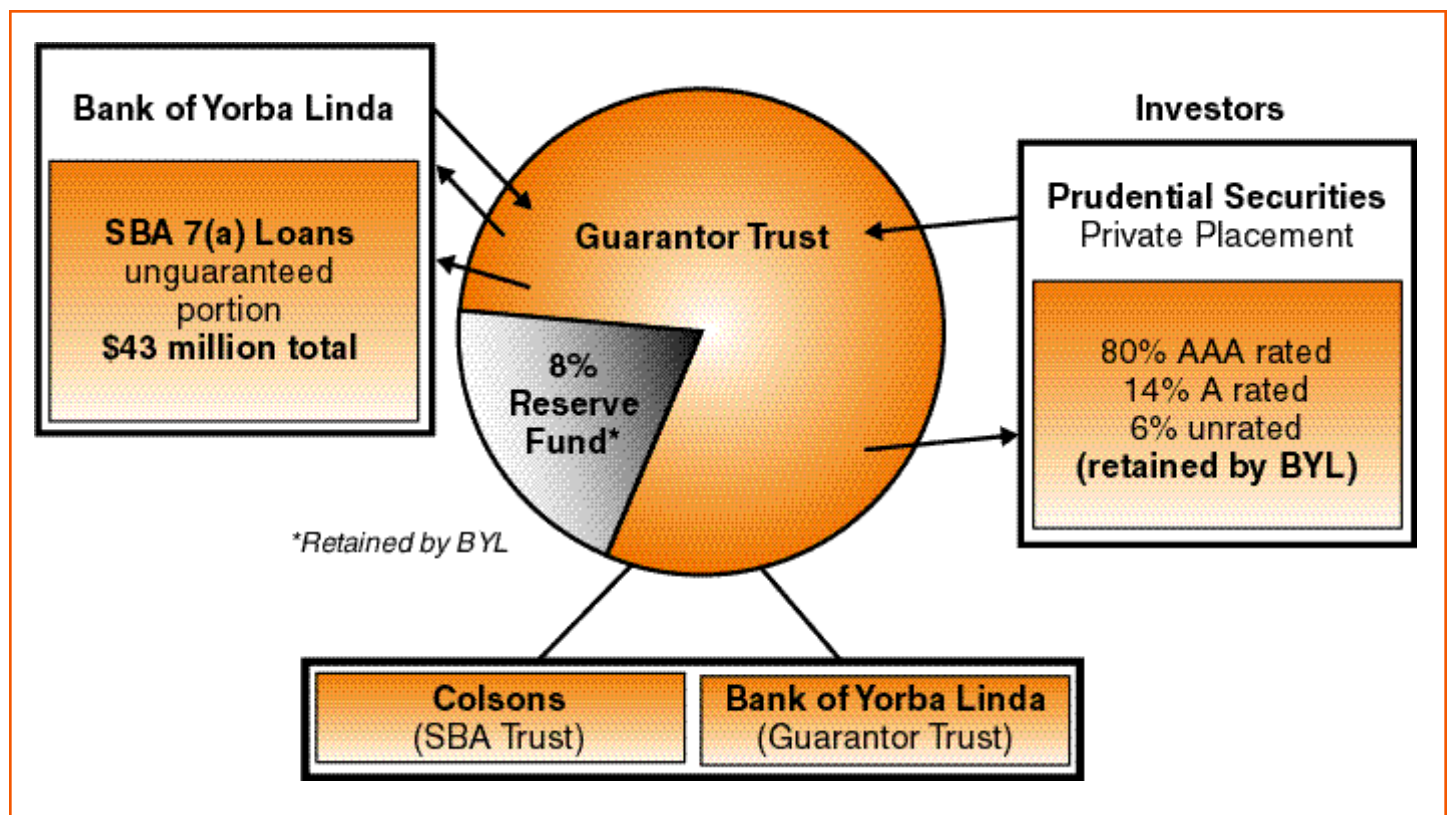 Bank of Yorba Linda
SBA 7(a) Loans
unguaranteed
portion
$43 million total
Guarantor Trust
8%
Reserve
Fund*
*Retained by BYL
Investors
Prudential Securities
Private Placement
80% AAA rated
14% A rated
6% unrated
(retained by BYL)
Colsons
(SBA Trust)
Bank of Yorba Linda
(Guarantor Trust)